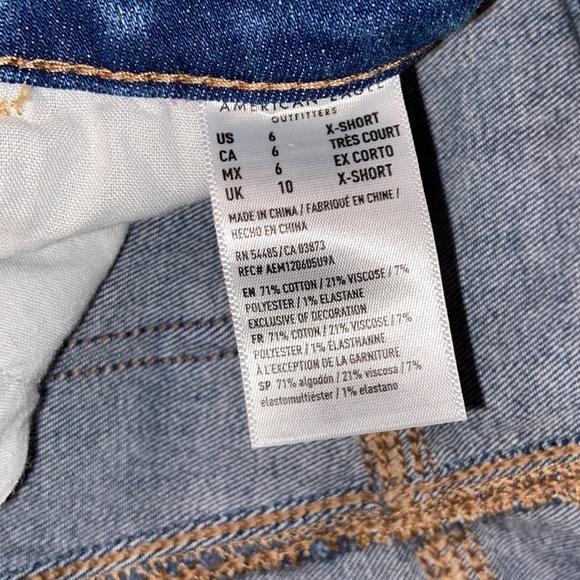 AMERICAN EAGLE
OUTFITTERS
US 6 X-SHORT
CA 6 TRÈS COURT
MX 6 EX CORTO
UK 10 X-SHORT
MADE IN CHINA / FABRIQUÉ EN CHINE /
HECHO EN CHINA
RN 54485/CA 03873
RFC# AEM120605U9A
EN 71% COTTON / 21% VISCOSE / 7%
POLYESTER / 1% ELASTANE
EXCLUSIVE OF DECORATION
FR 71% COTTON / 21% VISCOSE / 7%
POLYESTER / 1% ELASTHANNE
À L'EXCEPTION DE LA GARNITURE
SP 71% algodón / 21% viscosa / 7%
elastomultiéster / 1% elastano